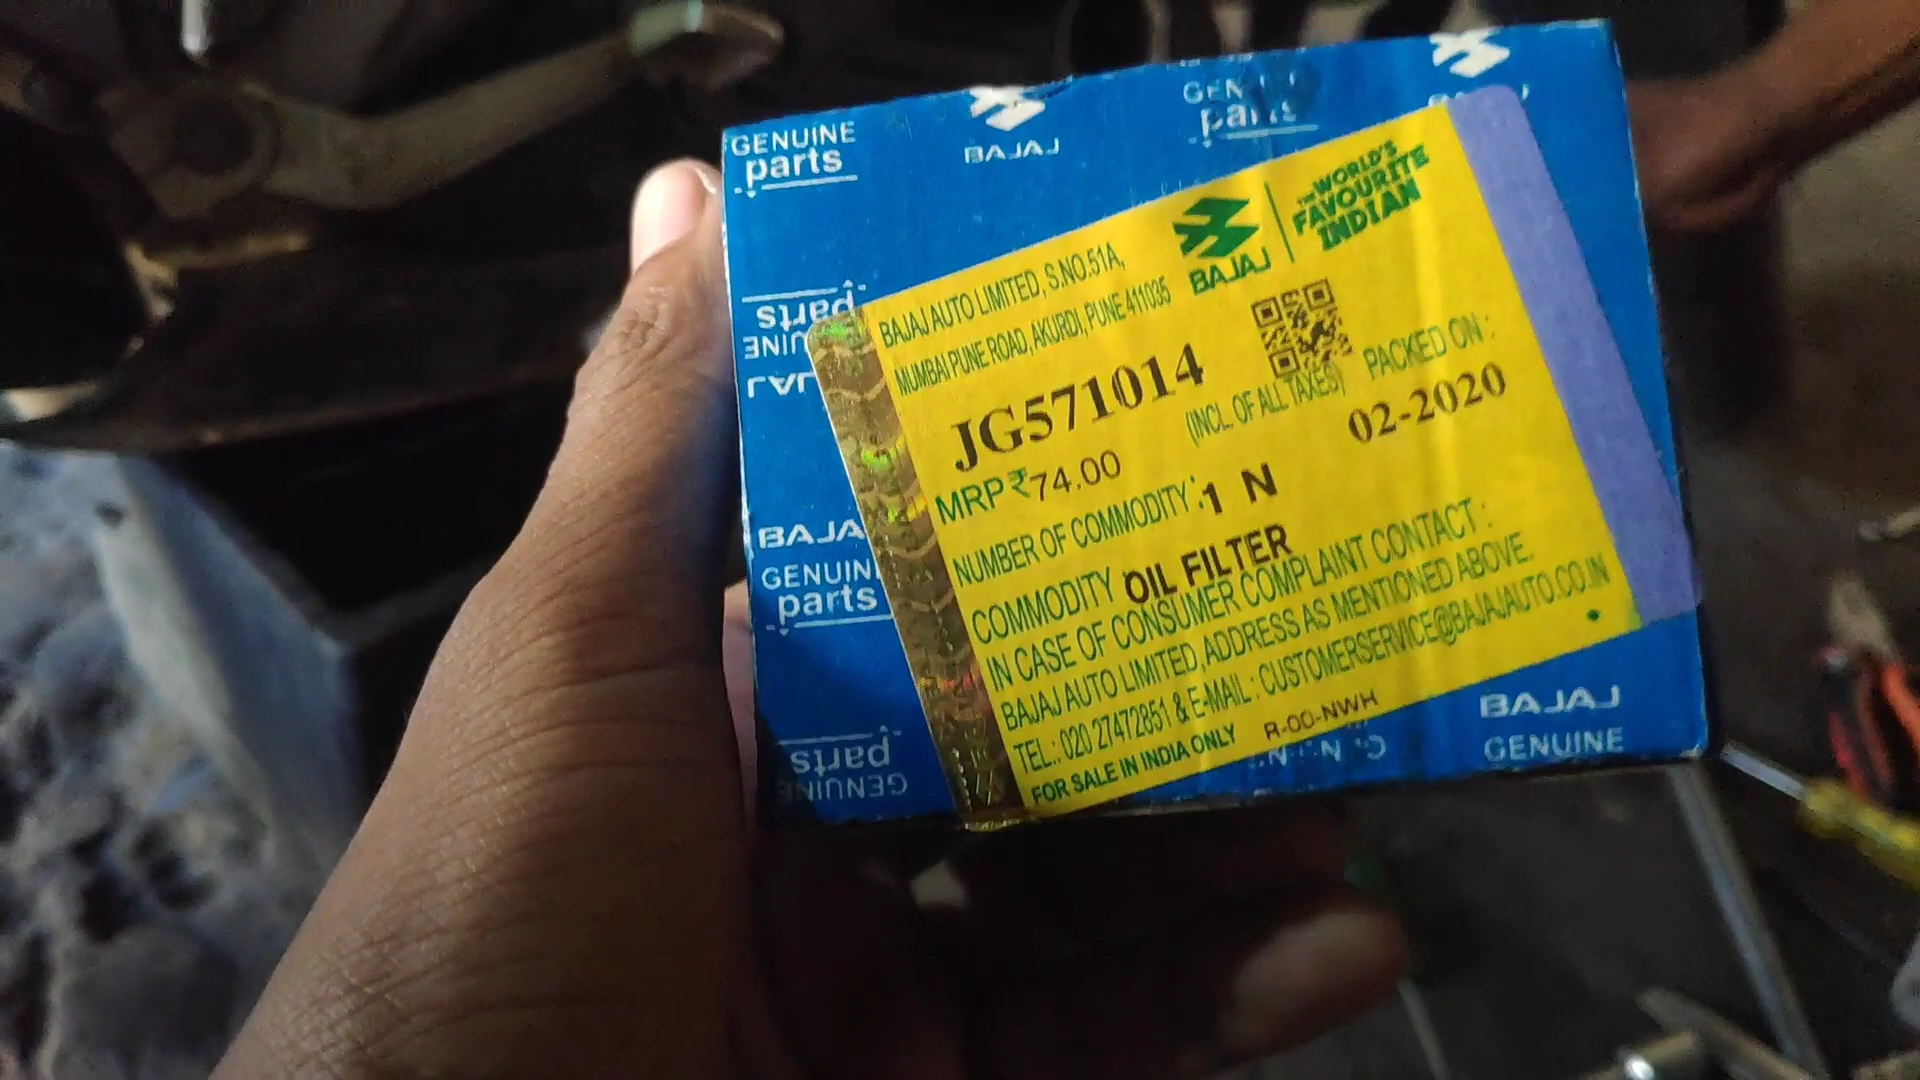 GENUINE
parts
BAJAJ
parts
BAJAJ AUTO LIMITED, S.NO.51A,
MUMBAI PUNE ROAD, AKURDI, PUNE 411035
BAJAJ
THE WORLD'S
FAVOURITE
INDIAN
JG571014
(INCL. OF ALL TAXES)
PACKED ON :
02-2020
MRP ₹74.00
NUMBER OF COMMODITY : 1 N
COMMODITY OIL FILTER
IN CASE OF CONSUMER COMPLAINT CONTACT :
BAJAJ AUTO LIMITED, ADDRESS AS MENTIONED ABOVE.
TEL.: 020 27472851 & E-MAIL : CUSTOMERSERVICE@BAJAJAUTO.CO.IN
FOR SALE IN INDIA ONLY R-00-NWH
parts
GENUINE
parts
parts
GENUINE
BAJAJ
GENUINE